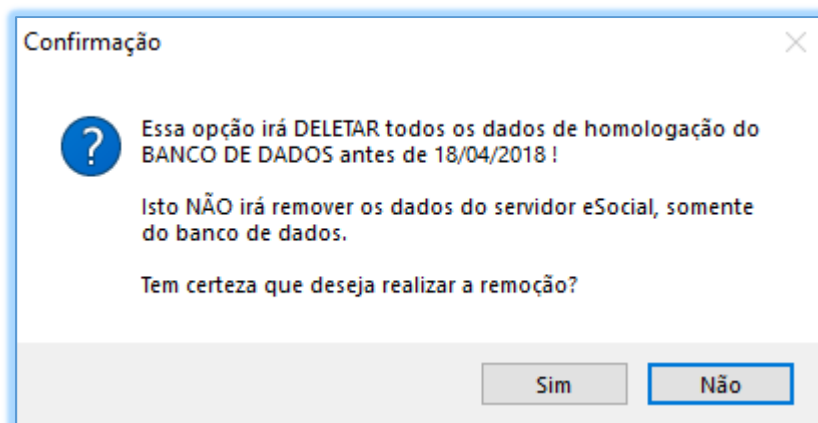 Confirmação
Essa opção irá DELETAR todos os dados de homologação do
BANCO DE DADOS antes de 18/04/2018 !
Isto NÃO irá remover os dados do servidor eSocial, somente
do banco de dados.
Tem certeza que deseja realizar a remoção?
Sim
Não